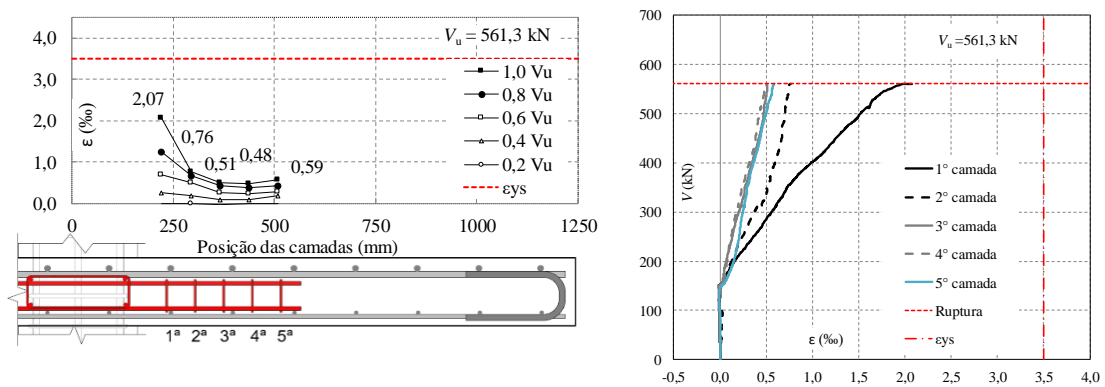 4,0
3,0
2,0
1,0
0,0
ε (‰)
V_u = 561,3 kN
1,0 Vu
0,8 Vu
0,6 Vu
0,4 Vu
0,2 Vu
εys
2,07
0,76
0,51
0,48
0,59
0
250
500
750
1000
1250
Posição das camadas (mm)
1ª 2ª 3ª 4ª 5ª
700
600
500
400
300
200
100
0
V (kN)
V_u =561,3 kN
1° camada
2° camada
3° camada
4° camada
5° camada
Ruptura
εys
ε (‰)
-0,5 0,0 0,5 1,0 1,5 2,0 2,5 3,0 3,5 4,0